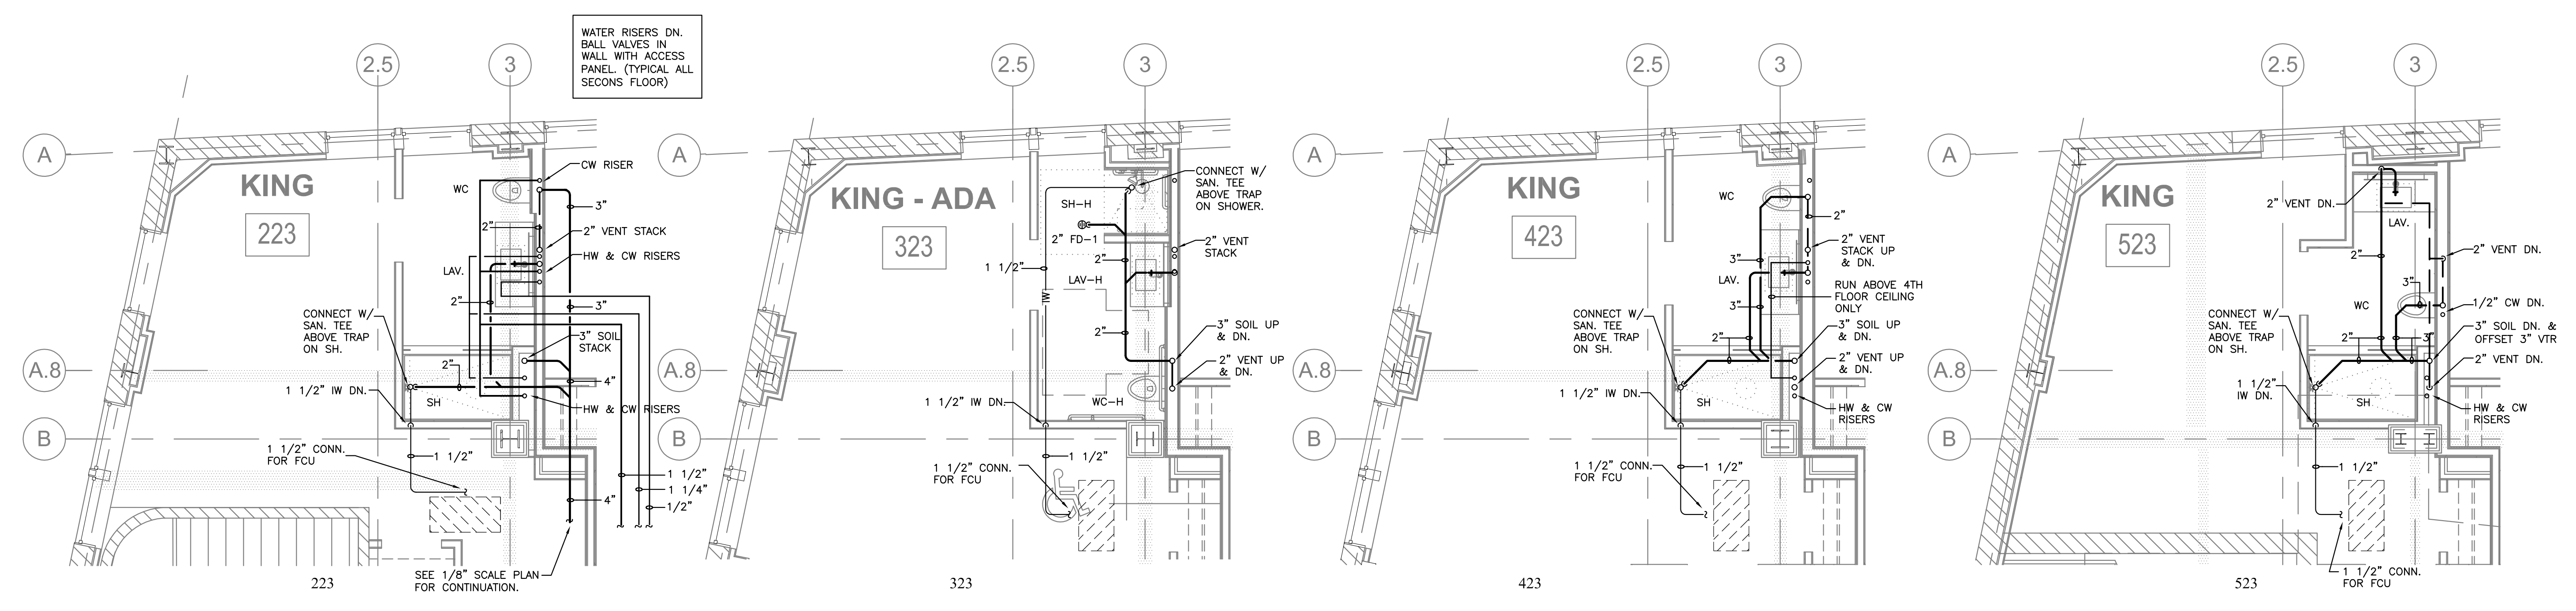 WATER RISERS DN.
BALL VALVES IN
WALL WITH ACCESS
PANEL. (TYPICAL ALL
SECONS FLOOR)
2.5
3
A
A.8
B
KING
223
WC
CW RISER
3"
2"
2" VENT STACK
HW & CW RISERS
LAV.
2"
3"
CONNECT W/
SAN. TEE
ABOVE TRAP
ON SH.
3" SOIL
STACK
2"
4"
1 1/2" IW DN.
SH
HW & CW RISERS
1 1/2" CONN.
FOR FCU
1 1/2"
1 1/2"
1 1/4"
4"
1/2"
SEE 1/8" SCALE PLAN
FOR CONTINUATION.
223
2.5
3
A
A.8
B
KING - ADA
323
CONNECT W/
SAN. TEE
ABOVE TRAP
ON SHOWER.
SH-H
2" FD-1
2" VENT
STACK
2"
1 1/2"
LAV-H
IW
2"
3" SOIL UP
& DN.
2" VENT UP
& DN.
1 1/2" IW DN.
WC-H
1 1/2"
1 1/2" CONN.
FOR FCU
323
2.5
3
A
A.8
B
KING
423
WC
2"
2" VENT
STACK UP
& DN.
3"
LAV.
RUN ABOVE 4TH
FLOOR CEILING
ONLY
3"
CONNECT W/
SAN. TEE
ABOVE TRAP
ON SH.
2"
3" SOIL UP
& DN.
2" VENT UP
& DN.
1 1/2" IW DN.
SH
HW & CW
RISERS
1 1/2"
1 1/2" CONN.
FOR FCU
423
2.5
3
A
A.8
B
KING
523
2" VENT DN.
LAV.
2"
2" VENT DN.
3"
WC
1/2" CW DN.
CONNECT W/
SAN. TEE
ABOVE TRAP
ON SH.
2"
3"
3" SOIL DN. &
OFFSET 3" VTR
2" VENT DN.
1 1/2"
IW DN.
SH
HW & CW
RISERS
1 1/2"
1 1/2" CONN.
FOR FCU
523